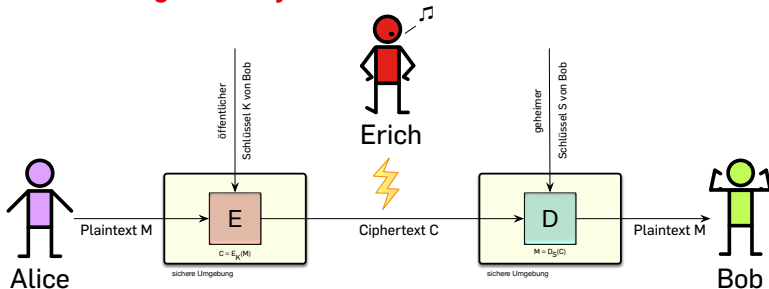 öffentlicher
Schlüssel K von Bob
Erich
geheimer
Schlüssel S von Bob
Alice
Plaintext M
E
C = E_K(M)
sichere Umgebung
Ciphertext C
D
M = D_S(C)
sichere Umgebung
Plaintext M
Bob